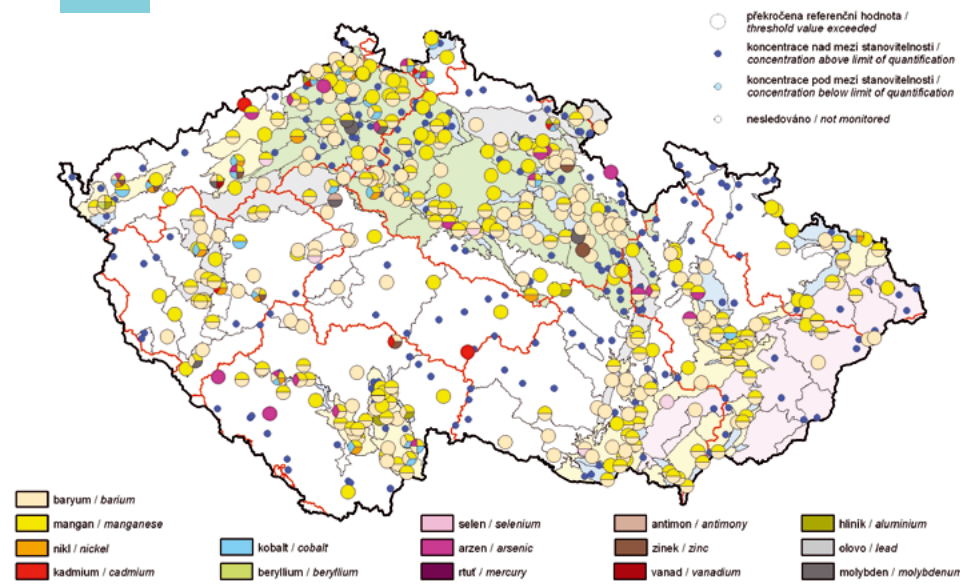 překročena referenční hodnota /
threshold value exceeded
koncentrace nad mezi stanovitelnosti /
concentration above limit of quantification
koncentrace pod mezi stanovitelnosti /
concentration below limit of quantification
nesledováno / not monitored
baryum / barium
mangan / manganese
nikl / nickel
kadmium / cadmium
kobalt / cobalt
beryllium / beryllium
selen / selenium
arzen / arsenic
rtuť / mercury
antimon / antimony
zinek / zinc
vanad / vanadium
hliník / aluminium
olovo / lead
molybden / molybdenum